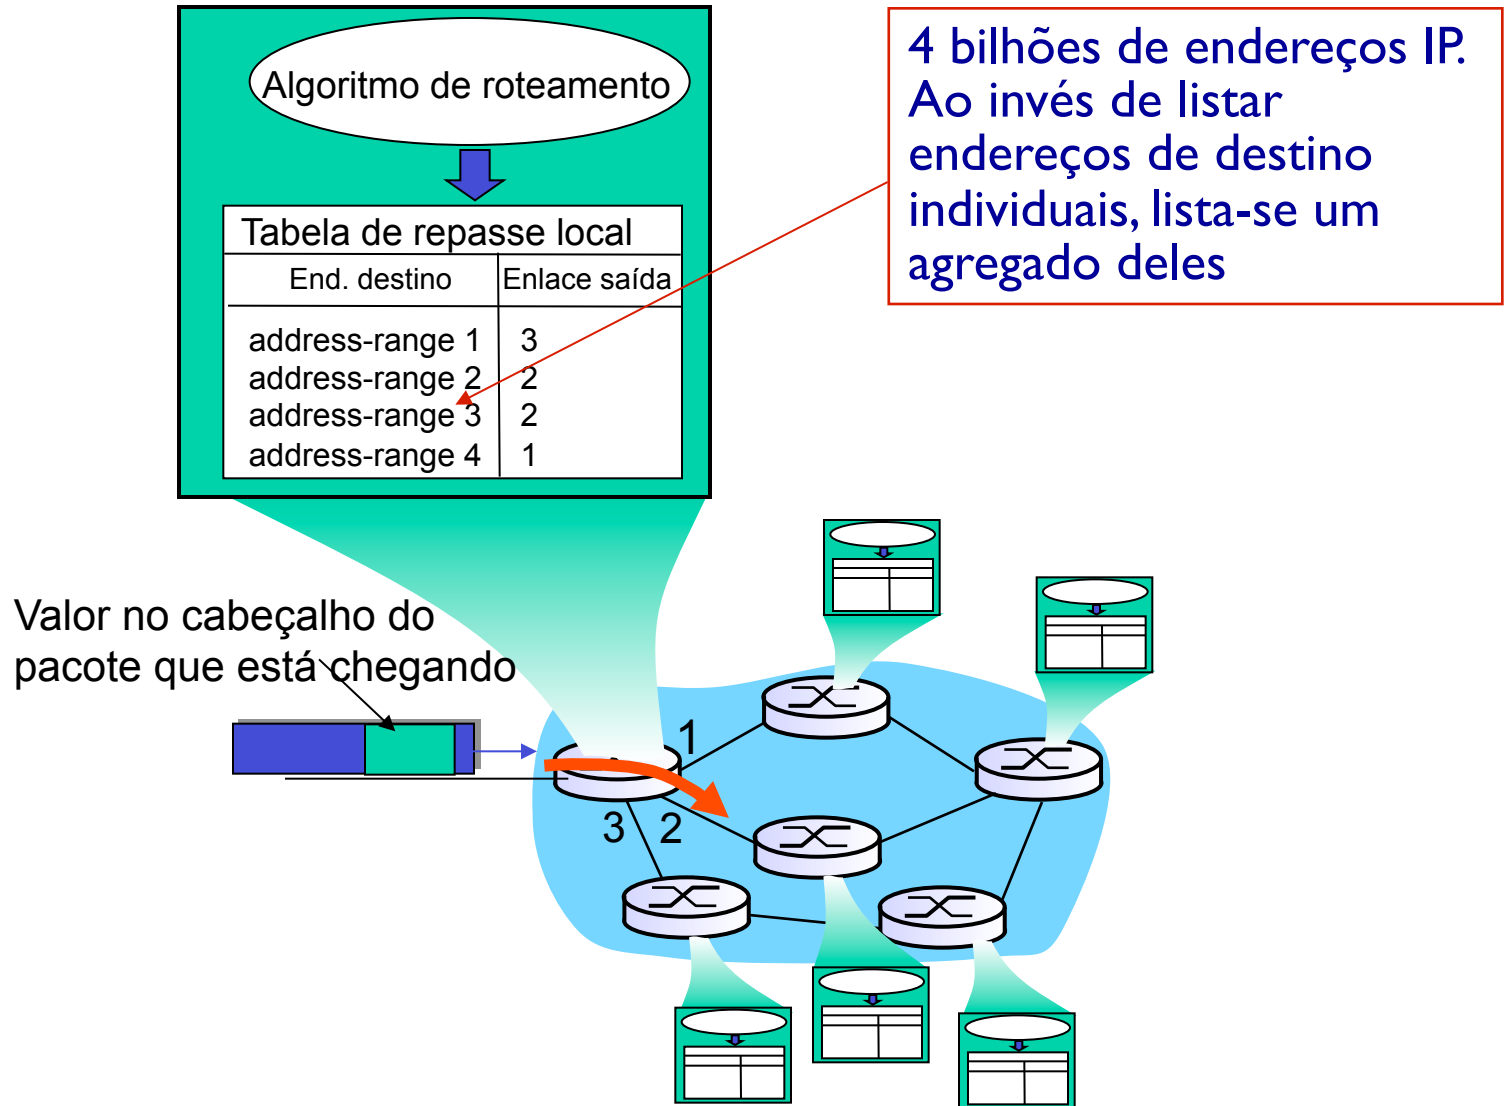 Algoritmo de roteamento
Tabela de repasse local
End. destino Enlace saída
address-range 1 3
address-range 2 2
address-range 3 2
address-range 4 1
4 bilhões de endereços IP.
Ao invés de listar
endereços de destino
individuais, lista-se um
agregado deles
Valor no cabeçalho do
pacote que está chegando
1
3 2